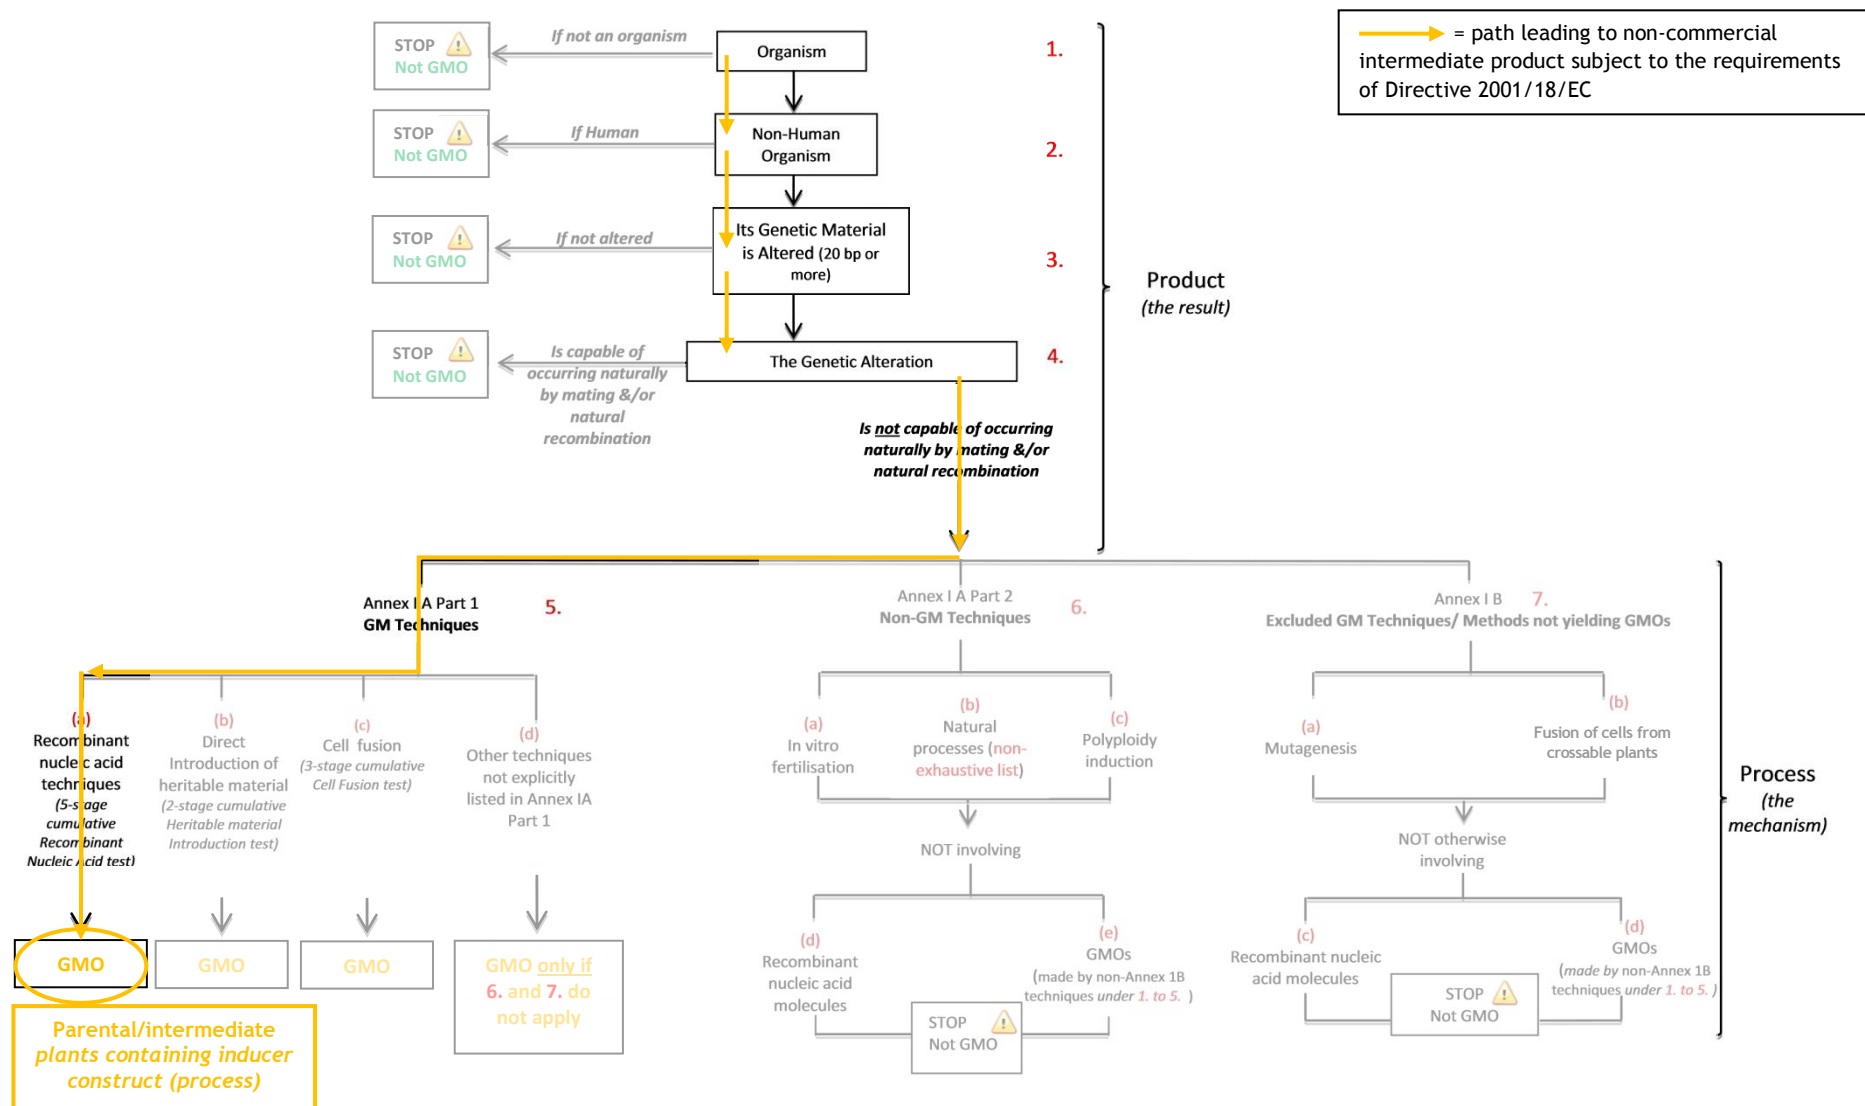 = path leading to non-commercial
intermediate product subject to the requirements
of Directive 2001/18/EC
STOP
Not GMO
If not an organism
Organism
1.
STOP
Not GMO
If Human
Non-Human
Organism
2.
STOP
Not GMO
If not altered
Its Genetic Material
is Altered (20 bp or
more)
3.
Product
(the result)
STOP
Not GMO
Is capable of
occurring naturally
by mating &/or
natural
recombination
The Genetic Alteration
4.
Is not capable of occurring
naturally by mating &/or
natural recombination
Annex I A Part 1
GM Techniques
5.
Annex I A Part 2
Non-GM Techniques
6.
Annex I B
7.
Excluded GM Techniques/ Methods not yielding GMOs
(a)
Recombinant
nucleic acid
techniques
(5-stage
cumulative
Recombinant
Nucleic Acid test)
(b)
Direct
Introduction of
heritable material
(2-stage cumulative
Heritable material
Introduction test)
(c)
Cell fusion
(3-stage cumulative
Cell Fusion test)
(d)
Other techniques
not explicitly
listed in Annex IA
Part 1
(a)
In vitro
fertilisation
(b)
Natural
processes (non-
exhaustive list)
(c)
Polyploidy
induction
(a)
Mutagenesis
(b)
Fusion of cells from
crossable plants
Process
(the
mechanism)
NOT involving
NOT otherwise
involving
GMO
GMO
GMO
GMO only if
6. and 7. do
not apply
(d)
Recombinant
nucleic acid
molecules
(e)
GMOs
(made by non-Annex 1B
techniques under 1. to 5. )
STOP
Not GMO
(c)
Recombinant nucleic
acid molecules
(d)
GMOs
(made by non-Annex 1B
techniques under 1. to 5. )
STOP
Not GMO
Parental/intermediate
plants containing inducer
construct (process)